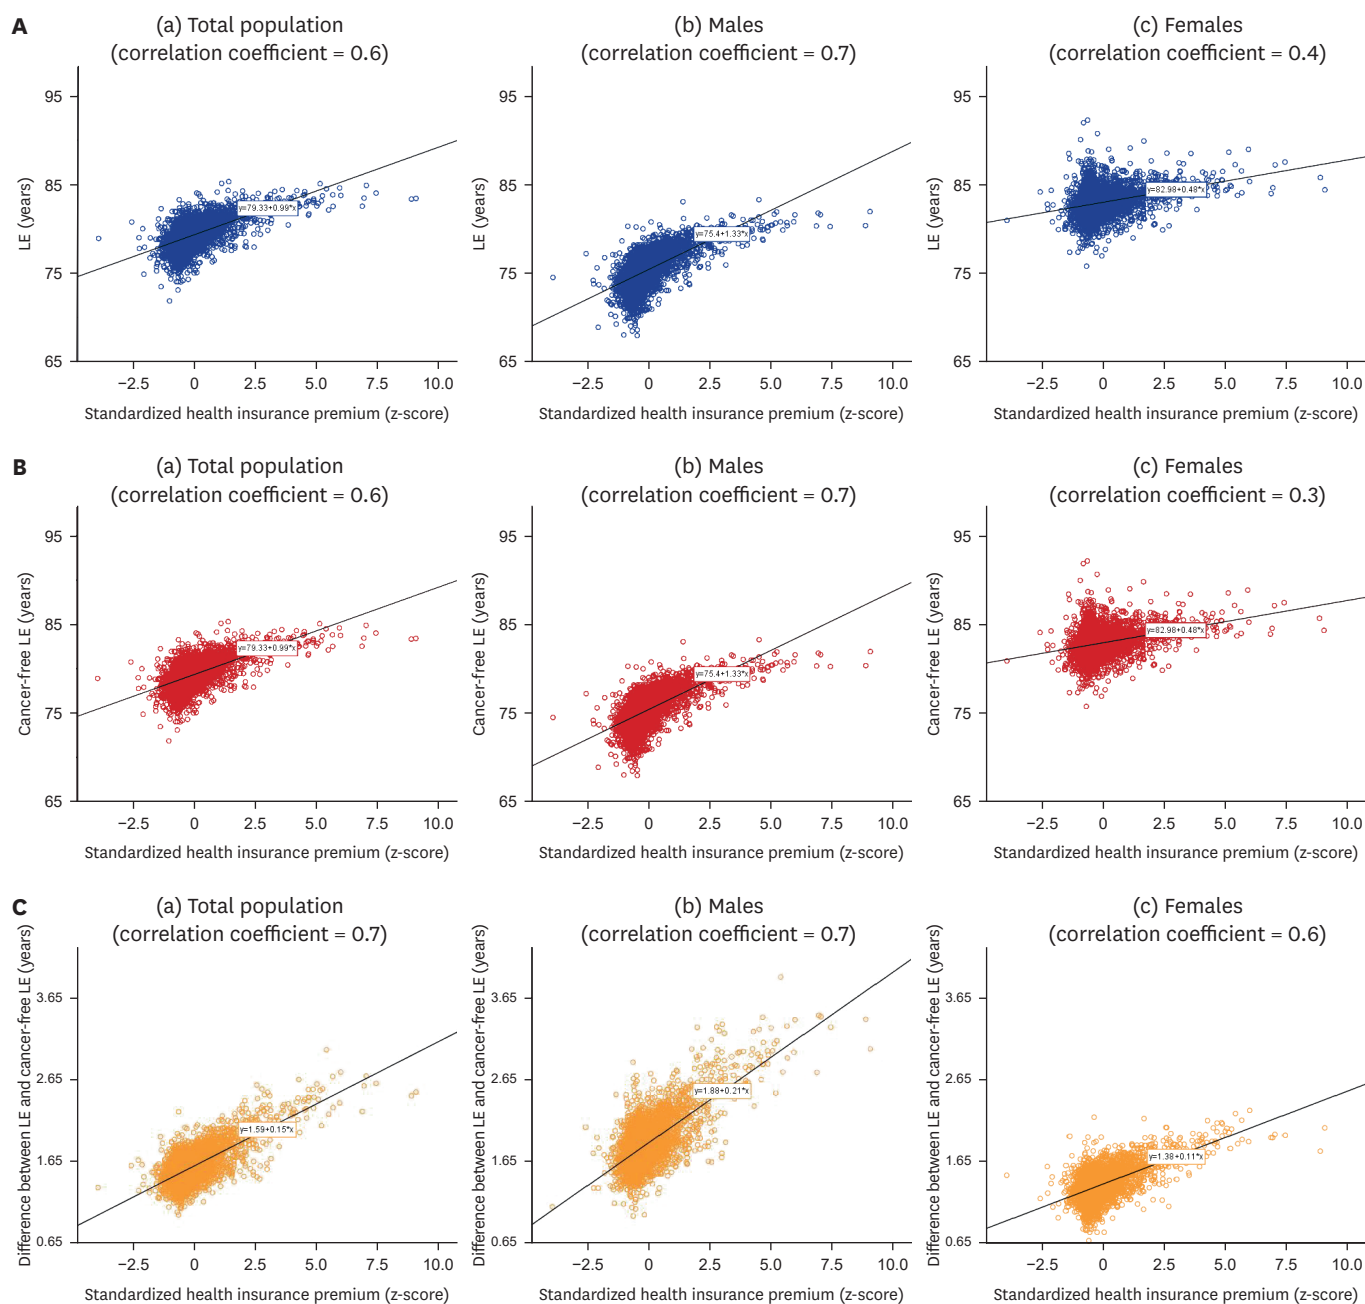 A
(a) Total population
(correlation coefficient = 0.6)
LE (years)
95
85
75
65
y=79.33+0.99*x
−2.5 0 2.5 5.0 7.5 10.0
Standardized health insurance premium (z-score)
(b) Males
(correlation coefficient = 0.7)
LE (years)
95
85
75
65
y=75.4+1.33*x
−2.5 0 2.5 5.0 7.5 10.0
Standardized health insurance premium (z-score)
(c) Females
(correlation coefficient = 0.4)
LE (years)
95
85
75
65
y=82.98+0.48*x
−2.5 0 2.5 5.0 7.5 10.0
Standardized health insurance premium (z-score)
B
(a) Total population
(correlation coefficient = 0.6)
Cancer-free LE (years)
95
85
75
65
y=79.33+0.99*x
−2.5 0 2.5 5.0 7.5 10.0
Standardized health insurance premium (z-score)
(b) Males
(correlation coefficient = 0.7)
Cancer-free LE (years)
95
85
75
65
y=75.4+1.33*x
−2.5 0 2.5 5.0 7.5 10.0
Standardized health insurance premium (z-score)
(c) Females
(correlation coefficient = 0.3)
Cancer-free LE (years)
95
85
75
65
y=82.98+0.48*x
−2.5 0 2.5 5.0 7.5 10.0
Standardized health insurance premium (z-score)
C
(a) Total population
(correlation coefficient = 0.7)
Difference between LE and cancer-free LE (years)
3.65
2.65
1.65
0.65
y=1.59+0.15*x
−2.5 0 2.5 5.0 7.5 10.0
Standardized health insurance premium (z-score)
(b) Males
(correlation coefficient = 0.7)
Difference between LE and cancer-free LE (years)
3.65
2.65
1.65
0.65
y=1.88+0.21*x
−2.5 0 2.5 5.0 7.5 10.0
Standardized health insurance premium (z-score)
(c) Females
(correlation coefficient = 0.6)
Difference between LE and cancer-free LE (years)
3.65
2.65
1.65
0.65
y=1.38+0.11*x
−2.5 0 2.5 5.0 7.5 10.0
Standardized health insurance premium (z-score)